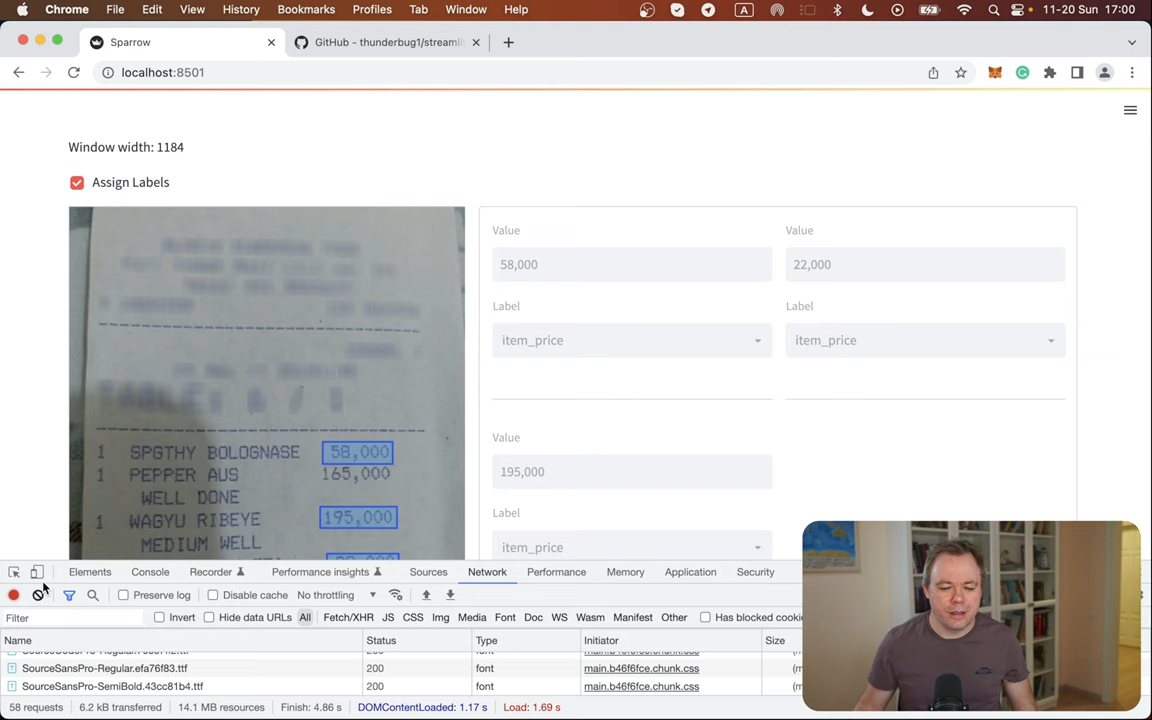 Chrome File Edit View History Bookmarks Profiles Tab Window Help A 11-20 Sun 17:00
Sparrow GitHub - thunderbug1/streamli
localhost:8501
Window width: 1184
Assign Labels
Value Value
58,000 22,000
Label Label
item_price item_price
Value
195,000
Label
item_price
1 SPGTHY BOLOGNASE 58,000
1 PEPPER AUS 165,000
WELL DONE
1 WAGYU RIBEYE 195,000
MEDIUM WELL
Elements Console Recorder Performance insights Sources Network Performance Memory Application Security
Preserve log Disable cache No throttling
Filter Invert Hide data URLs All Fetch/XHR JS CSS Img Media Font Doc WS Wasm Manifest Other Has blocked cookie
Name Status Type Initiator Size
SourceSansPro-Regular.efa76f83.ttf 200 font main.b46f6fce.chunk.css
SourceSansPro-SemiBold.43cc81b4.ttf 200 font main.b46f6fce.chunk.css
58 requests 6.2 kB transferred 14.1 MB resources Finish: 4.86 s DOMContentLoaded: 1.17 s Load: 1.69 s